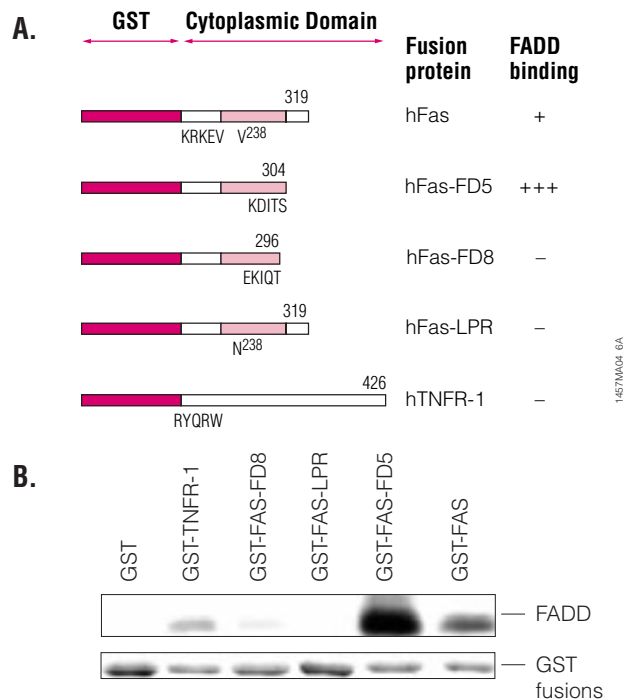 A.
GST Cytoplasmic Domain
Fusion protein
FADD binding
319
hFas +
KRKEV V²³⁸
304
hFas-FD5 +++
KDITS
296
hFas-FD8 –
EKIQT
319
hFas-LPR –
N²³⁸
426
hTNFR-1 –
RYQRW
1457MA04_6A
B.
GST
GST-TNFR-1
GST-FAS-FD8
GST-FAS-LPR
GST-FAS-FD5
GST-FAS
FADD
GST
fusions